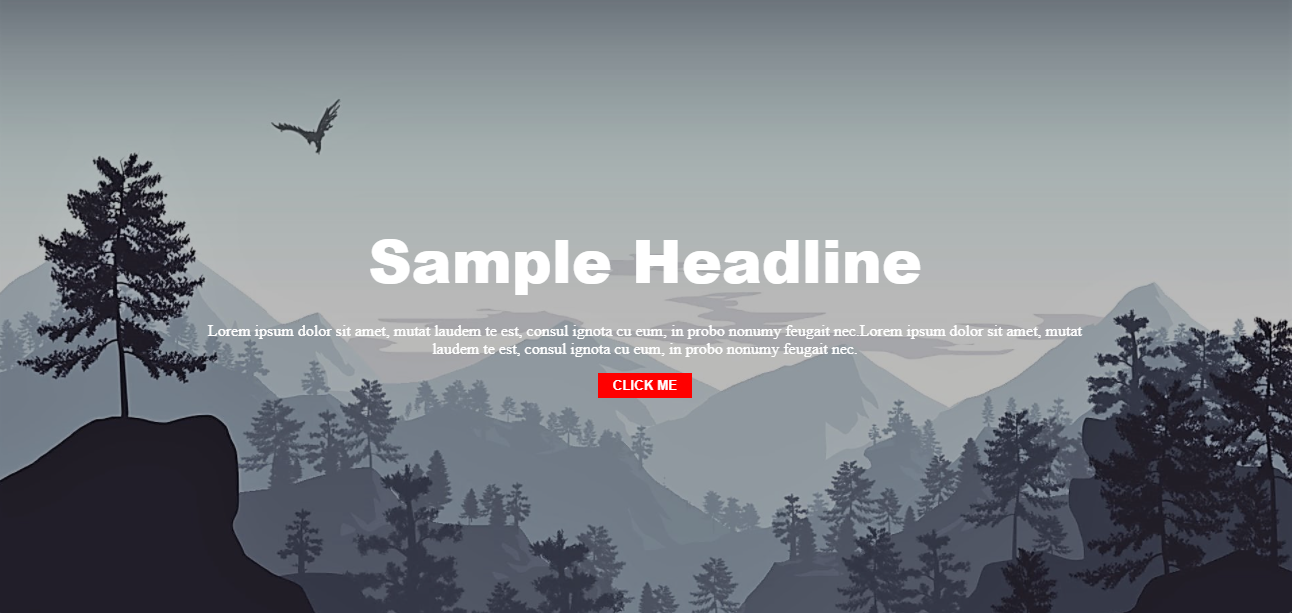 Sample Headline
Lorem ipsum dolor sit amet, mutat laudem te est, consul ignota cu eum, in probo nonumy feugait nec.Lorem ipsum dolor sit amet, mutat
laudem te est, consul ignota cu eum, in probo nonumy feugait nec.
CLICK ME